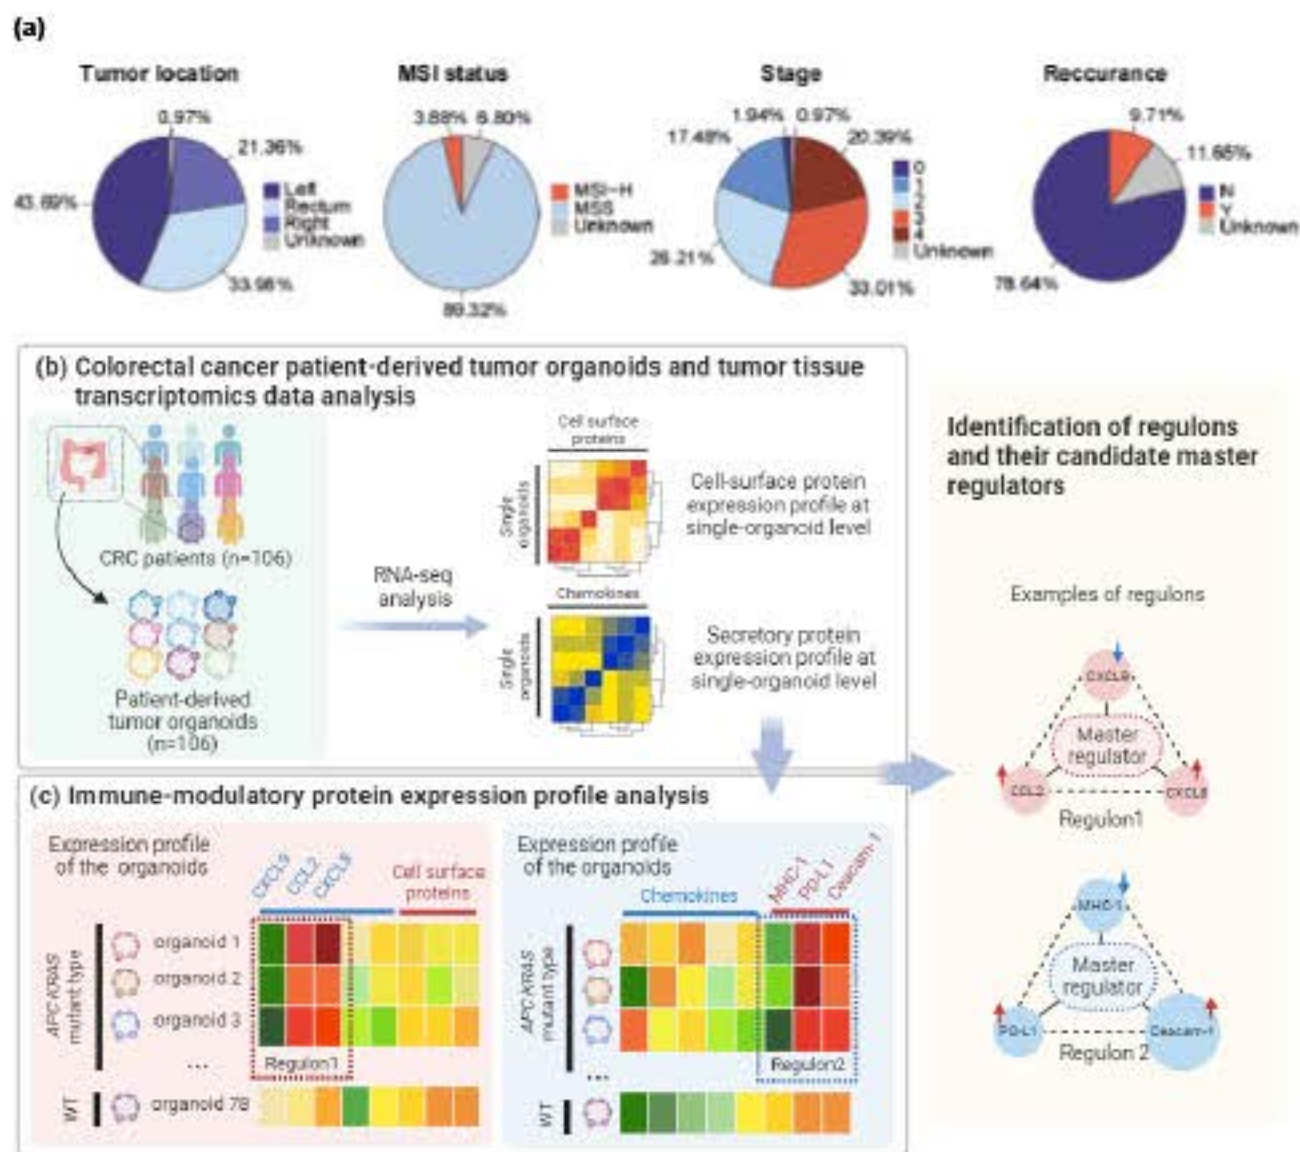 (a)
Tumor location
0.97%
21.36%
43.69%
33.98%
Left
Rectum
Right
Unknown
MSI status
3.88%
6.80%
89.32%
MSI-H
MSS
Unknown
Stage
1.94%
0.97%
17.48%
20.39%
26.21%
33.01%
0
1
2
3
4
Unknown
Reccurance
9.71%
11.65%
78.64%
N
Y
Unknown
(b) Colorectal cancer patient-derived tumor organoids and tumor tissue
transcriptomics data analysis
CRC patients (n=106)
Patient-derived
tumor organoids
(n=106)
RNA-seq
analysis
Cell surface
proteins
Single
organoids
Cell-surface protein
expression profile at
single-organoid level
Chemokines
Single
organoids
Secretory protein
expression profile at
single-organoid level
Identification of regulons
and their candidate master
regulators
Examples of regulons
CXCL9
Master
regulator
CCL2
CXCL8
Regulon1
MHC-1
Master
regulator
PD-L1
Ceacam-1
Regulon 2
(c) Immune-modulatory protein expression profile analysis
Expression profile
of the organoids
CXCL9
CCL2
CXCL8
Cell surface
proteins
APC-KRAS
mutant type
organoid 1
organoid 2
organoid 3
...
Regulon1
WT
organoid 78
Expression profile
of the organoids
Chemokines
MHC-1
PD-L1
Ceacam-1
APC-KRAS
mutant type
...
Regulon2
WT